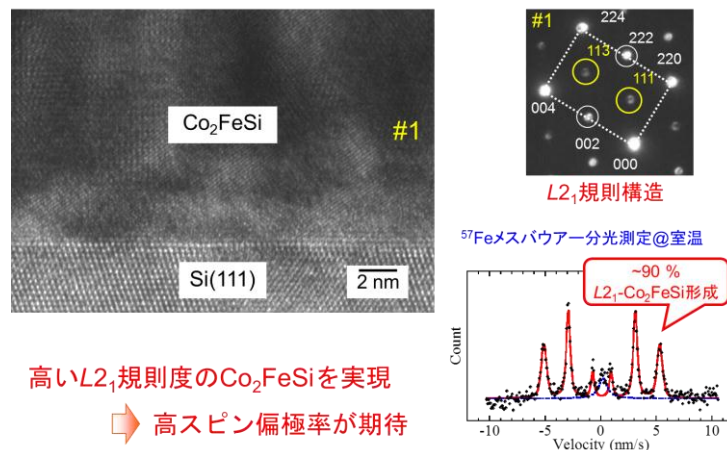 Co₂FeSi
#1
Si(111)
2 nm
高いL2₁規則度のCo₂FeSiを実現
高スピン偏極率が期待
#1
224
113
222
220
111
004
002
000
L2₁規則構造
⁵⁷Feメスバウアー分光測定@室温
~90 %
L2₁-Co₂FeSi形成
Count
-10 -5 0 5 10
Velocity (nm/s)